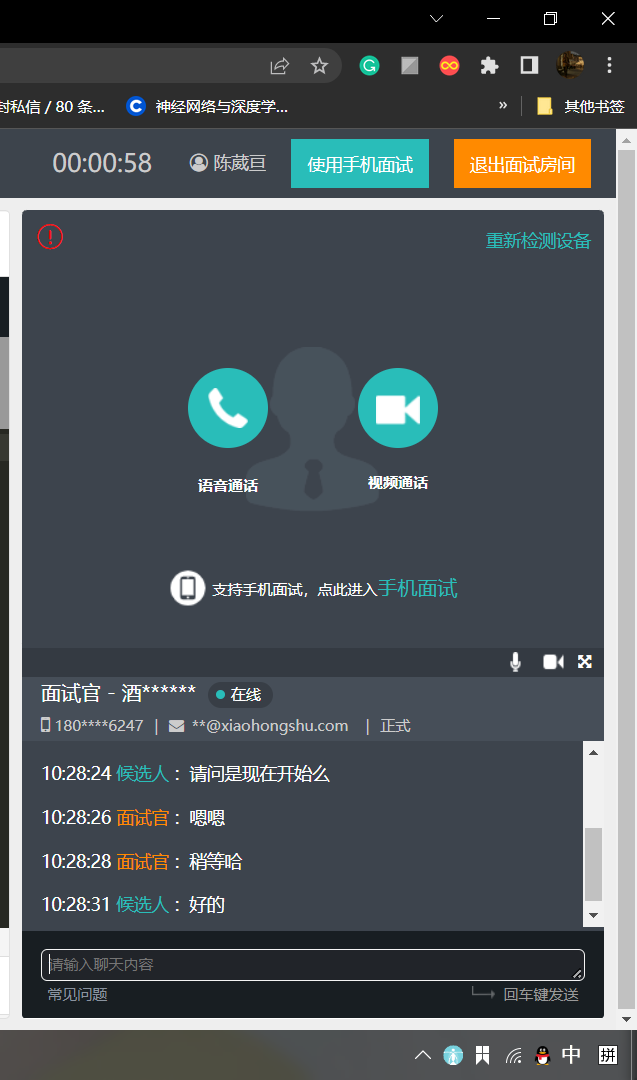 封私信 / 80 条...
神经网络与深度学...
»
其他书签
00:00:58
陈葳亘
使用手机面试
退出面试房间
重新检测设备
语音通话
视频通话
支持手机面试，点此进入手机面试
面试官 - 酒****** 在线
180****6247 | **@xiaohongshu.com | 正式
10:28:24 候选人：请问是现在开始么
10:28:26 面试官：嗯嗯
10:28:28 面试官：稍等哈
10:28:31 候选人：好的
请输入聊天内容
常见问题
回车键发送
中 拼